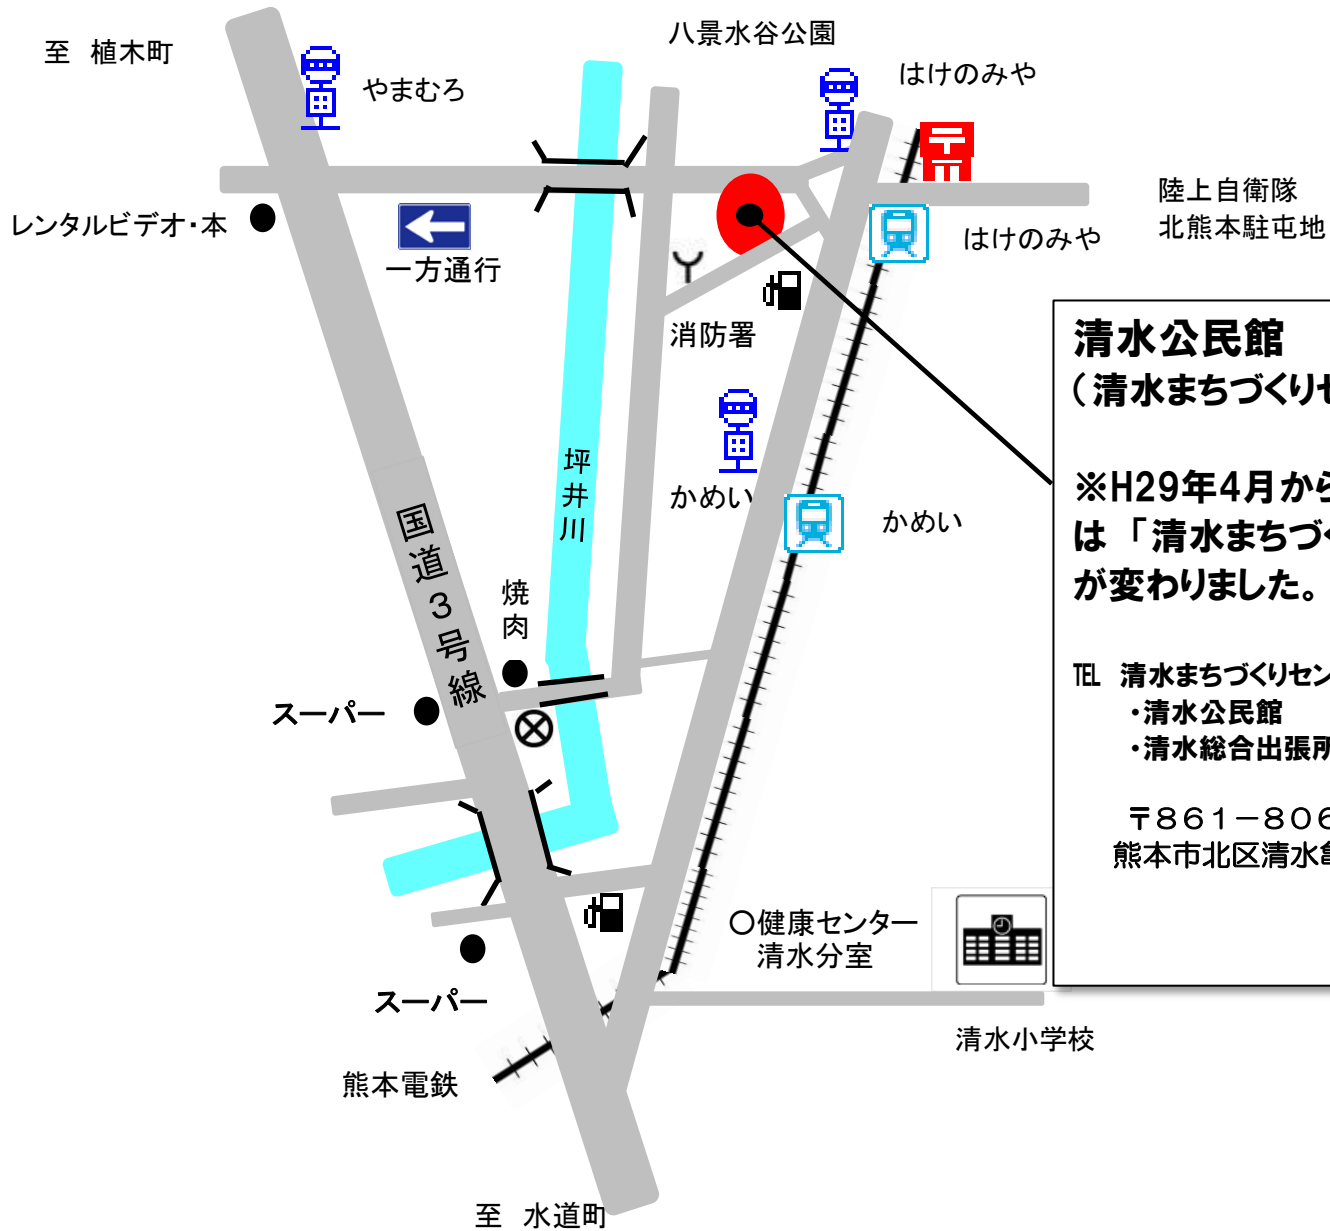 八景水谷公園
至 植木町
はけのみや
やまむろ
陸上自衛隊
北熊本駐屯地
レンタルビデオ・本
はけのみや
一方通行
消防署
清水公民館
（清水まちづくりセ
※H29年4月から
は 「清水まちづ
が変わりました。
坪井川
かめい
国道3号線
かめい
焼肉
TEL 清水まちづくりセン
・清水公民館
・清水総合出張所
スーパー
〒861－806
熊本市北区清水亀
○健康センター
清水分室
スーパー
清水小学校
熊本電鉄
至 水道町